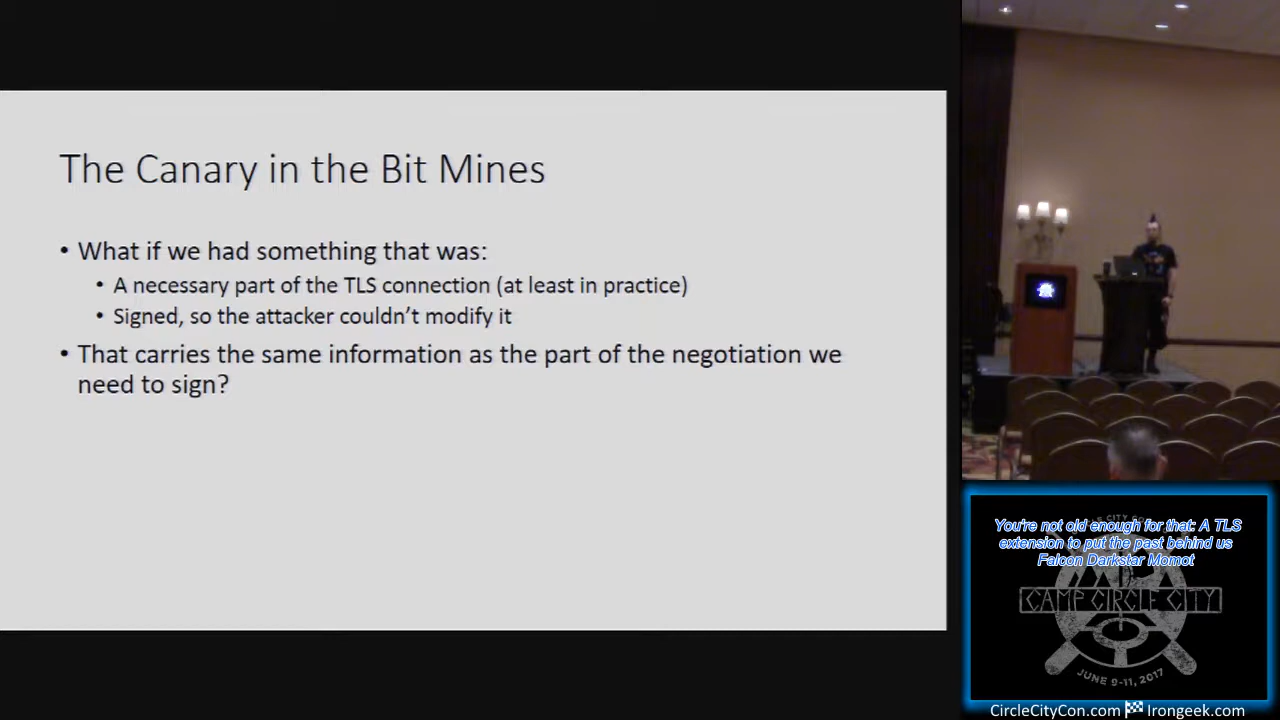 The Canary in the Bit Mines
• What if we had something that was:
• A necessary part of the TLS connection (at least in practice)
• Signed, so the attacker couldn't modify it
• That carries the same information as the part of the negotiation we
need to sign?
You're not old enough for that: A TLS
extension to put the past behind us
Falcon Darkstar Momot
CAMP CIRCLE CITY
JUNE 9-11, 2017
CircleCityCon.com Irongeek.com